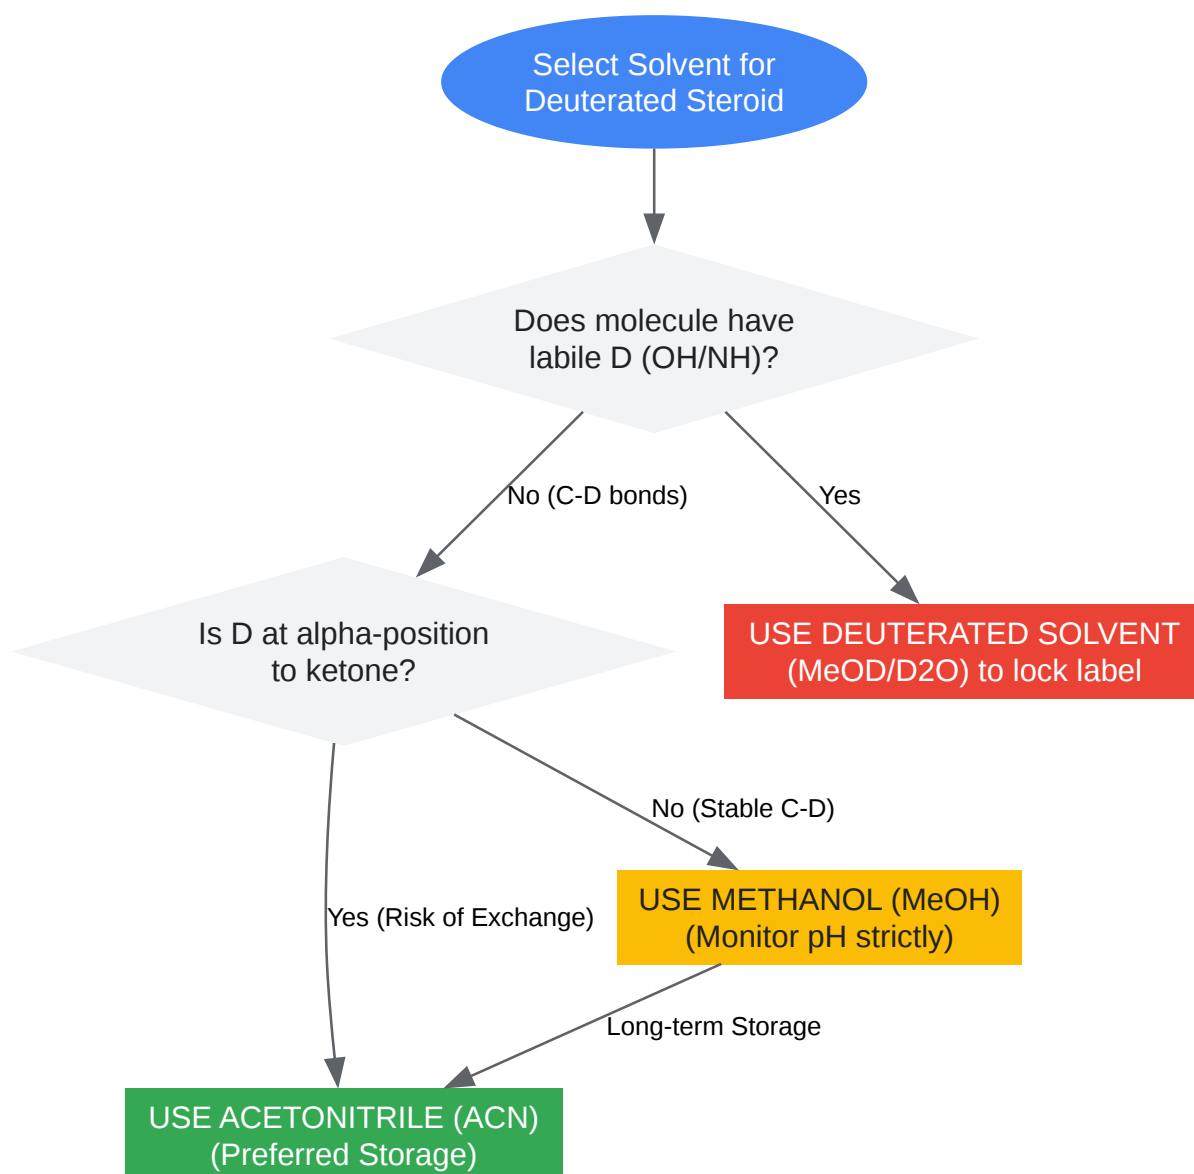 Select Solvent for
Deuterated Steroid
Does molecule have
labile D (OH/NH)?
No (C-D bonds)
Yes
Is D at alpha-position
to ketone?
USE DEUTERATED SOLVENT
(MeOD/D2O) to lock label
No (Stable C-D)
USE METHANOL (MeOH)
(Monitor pH strictly)
Yes (Risk of Exchange)
Long-term Storage
USE ACETONITRILE (ACN)
(Preferred Storage)